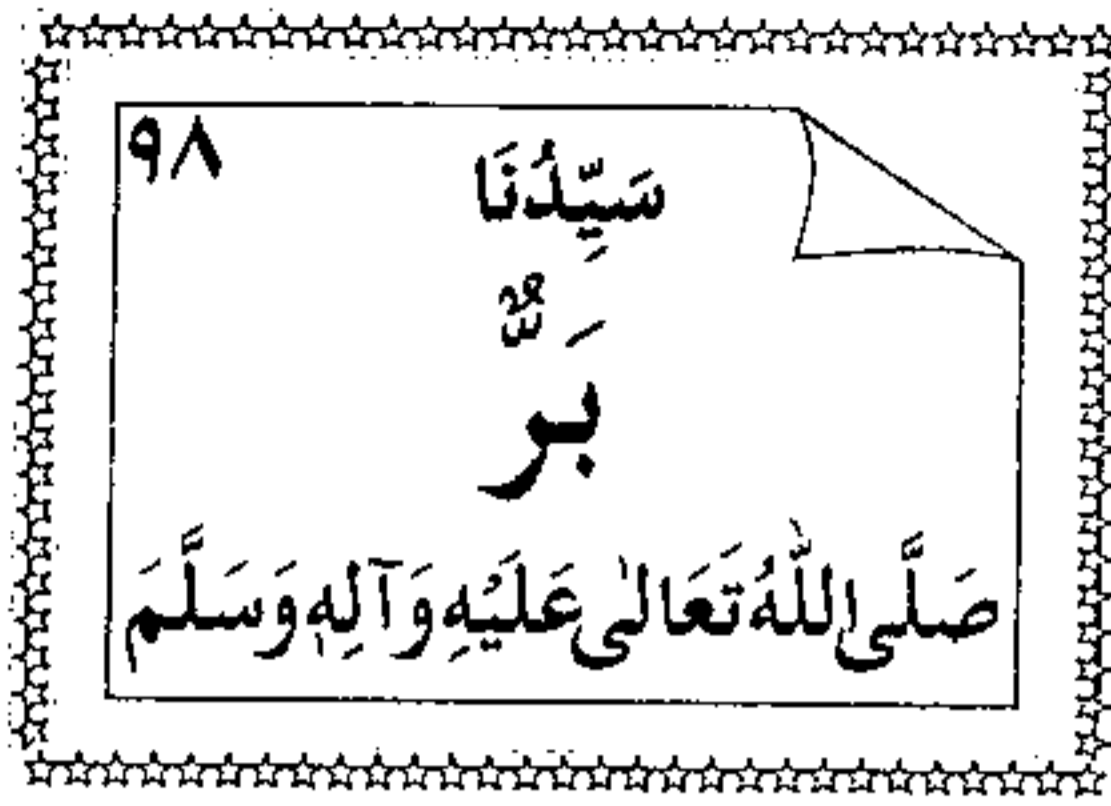 ٩٨
سَيِّدُنَا
بَرٌّ
صَلَّى اللّٰهُ تَعَالٰى عَلَيْهِ وَآلِهٖ وَسَلَّمَ